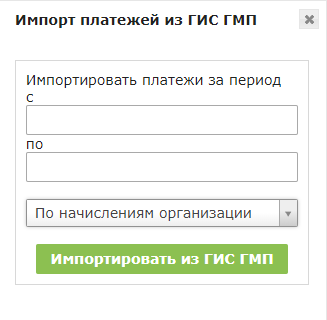 Импорт платежей из ГИС ГМП
Импортировать платежи за период
с
по
По начислениям организации
Импортировать из ГИС ГМП